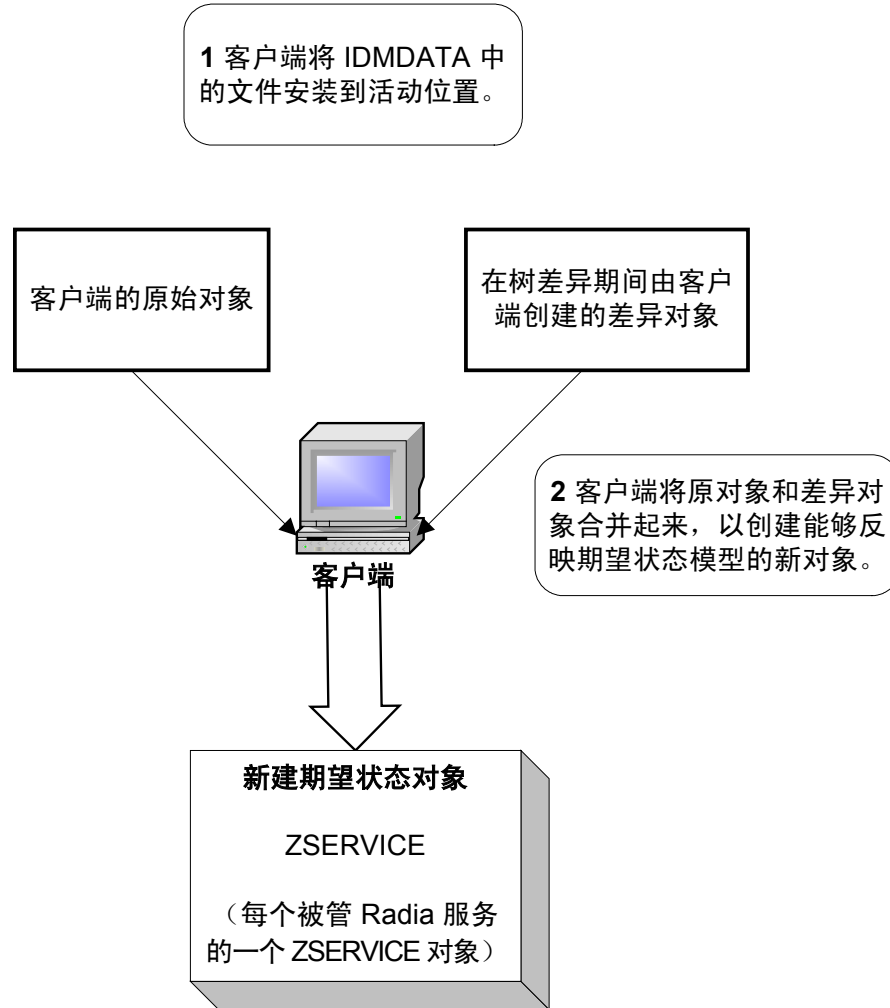 1 客户端将 IDMDATA 中
的文件安装到活动位置。
客户端的原始对象
在树差异期间由客户
端创建的差异对象
2 客户端将原对象和差异对
象合并起来，以创建能够反
映期望状态模型的新对象。
客户端
新建期望状态对象
ZSERVICE
（每个被管 Radia 服务
的一个 ZSERVICE 对象）